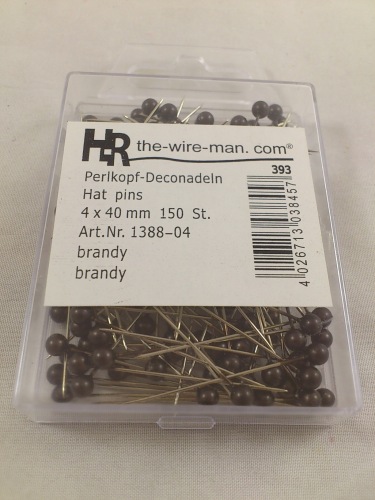 HR the-wire-man. com®
393
Perlkopf-Deconadeln
Hat pins
4 x 40 mm 150 St.
Art.Nr. 1388-04
brandy
brandy
4 026713 038457